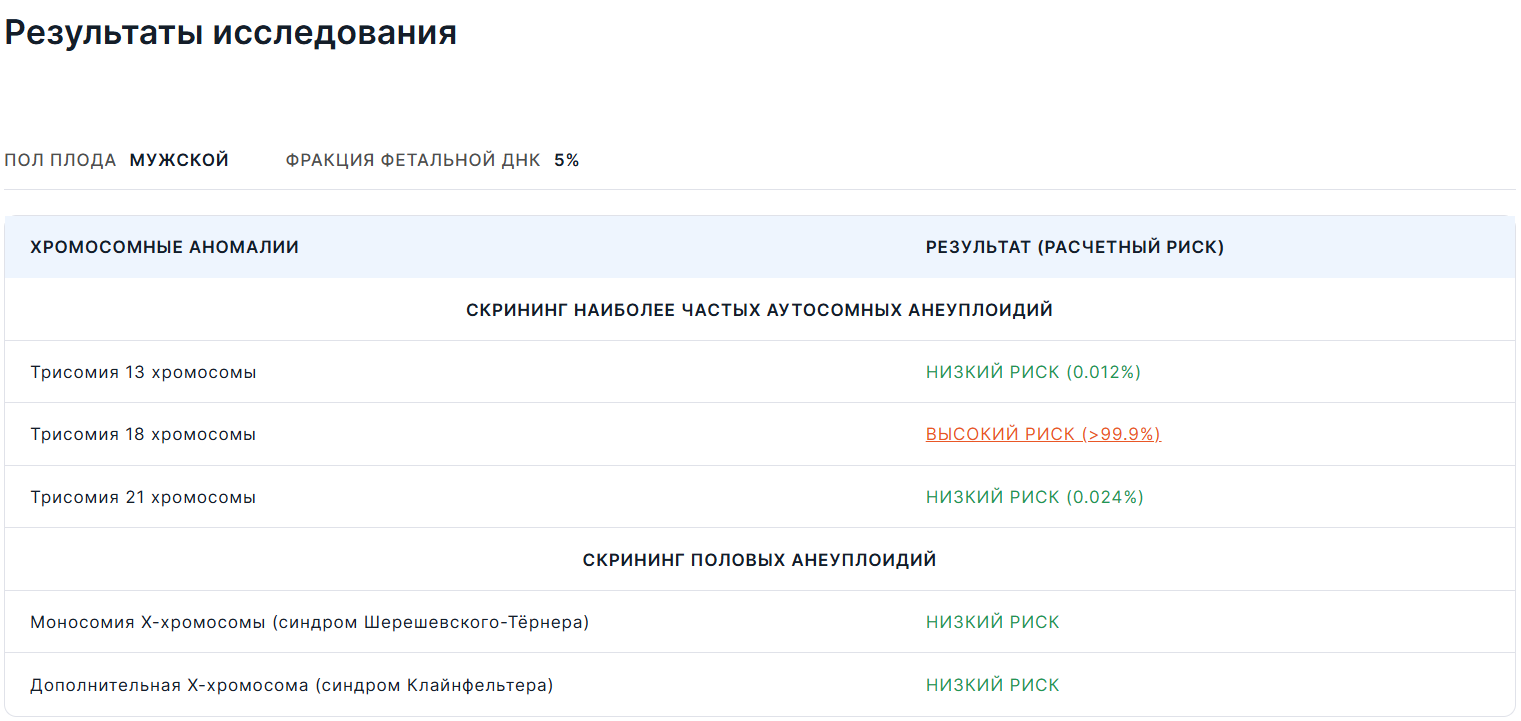 Результаты исследования
ПОЛ ПЛОДА МУЖСКОЙ ФРАКЦИЯ ФЕТАЛЬНОЙ ДНК 5%
ХРОМОСОМНЫЕ АНОМАЛИИ РЕЗУЛЬТАТ (РАСЧЕТНЫЙ РИСК)
СКРИНИНГ НАИБОЛЕЕ ЧАСТЫХ АУТОСОМНЫХ АНЕУПЛОИДИЙ
Трисомия 13 хромосомы НИЗКИЙ РИСК (0.012%)
Трисомия 18 хромосомы ВЫСОКИЙ РИСК (>99.9%)
Трисомия 21 хромосомы НИЗКИЙ РИСК (0.024%)
СКРИНИНГ ПОЛОВЫХ АНЕУПЛОИДИЙ
Моносомия X-хромосомы (синдром Шерешевского-Тёрнера) НИЗКИЙ РИСК
Дополнительная X-хромосома (синдром Клайнфельтера) НИЗКИЙ РИСК